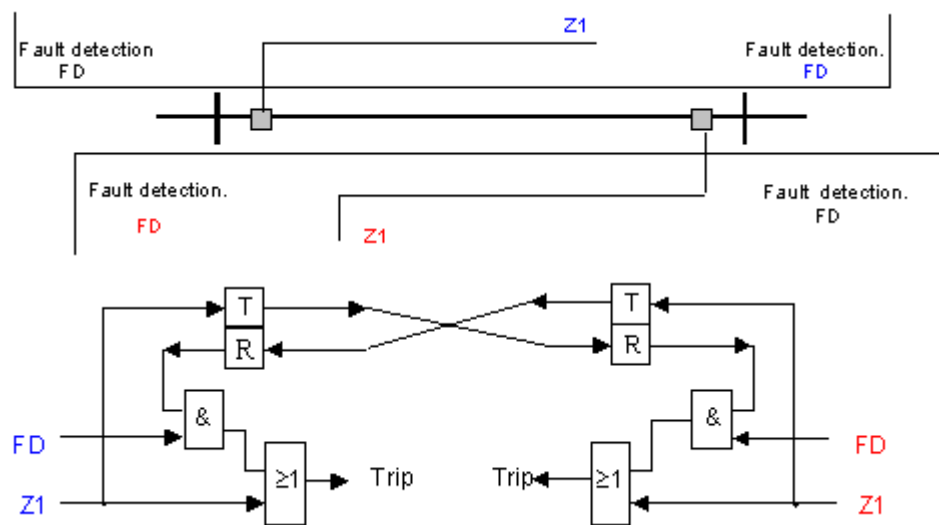 Z1
Fault detection
FD
Fault detection.
FD
Fault detection.
FD
Z1
Fault detection.
FD
T
R
T
R
&
&
FD
FD
≥1
Trip
Trip
≥1
Z1
Z1